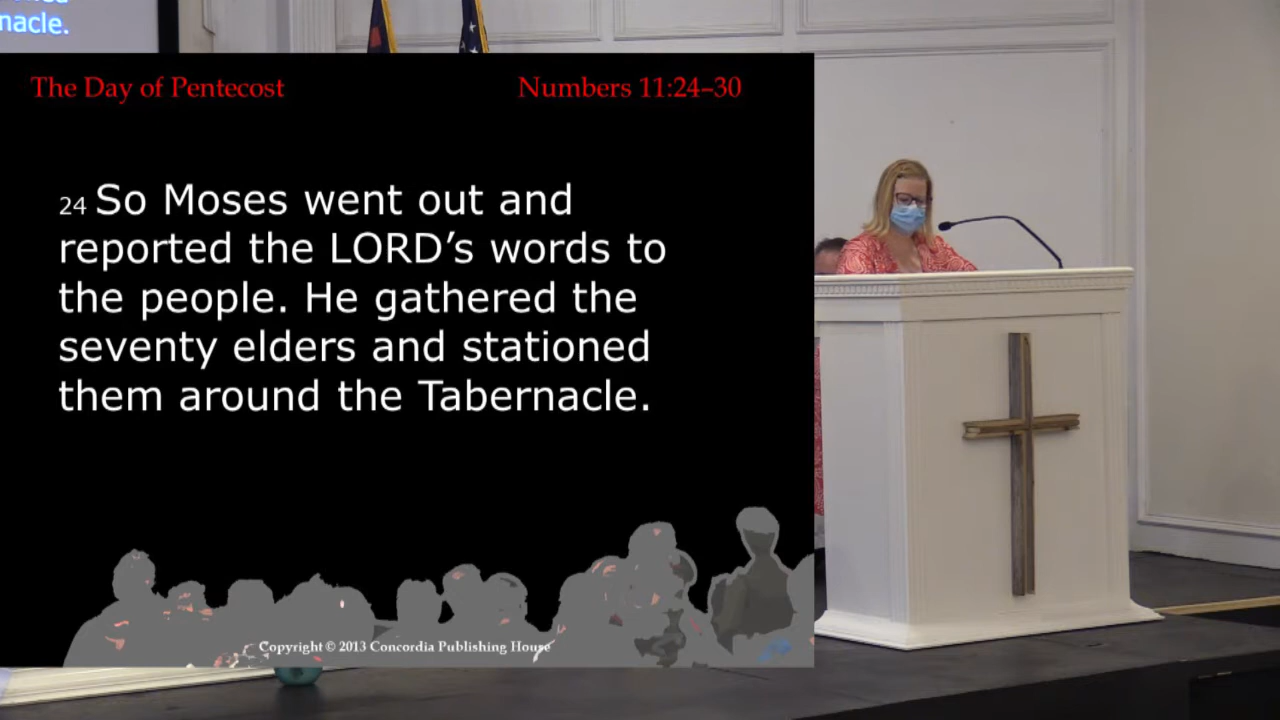 nacle.
The Day of Pentecost
Numbers 11:24–30
24 So Moses went out and
reported the LORD’s words to
the people. He gathered the
seventy elders and stationed
them around the Tabernacle.
Copyright © 2013 Concordia Publishing House